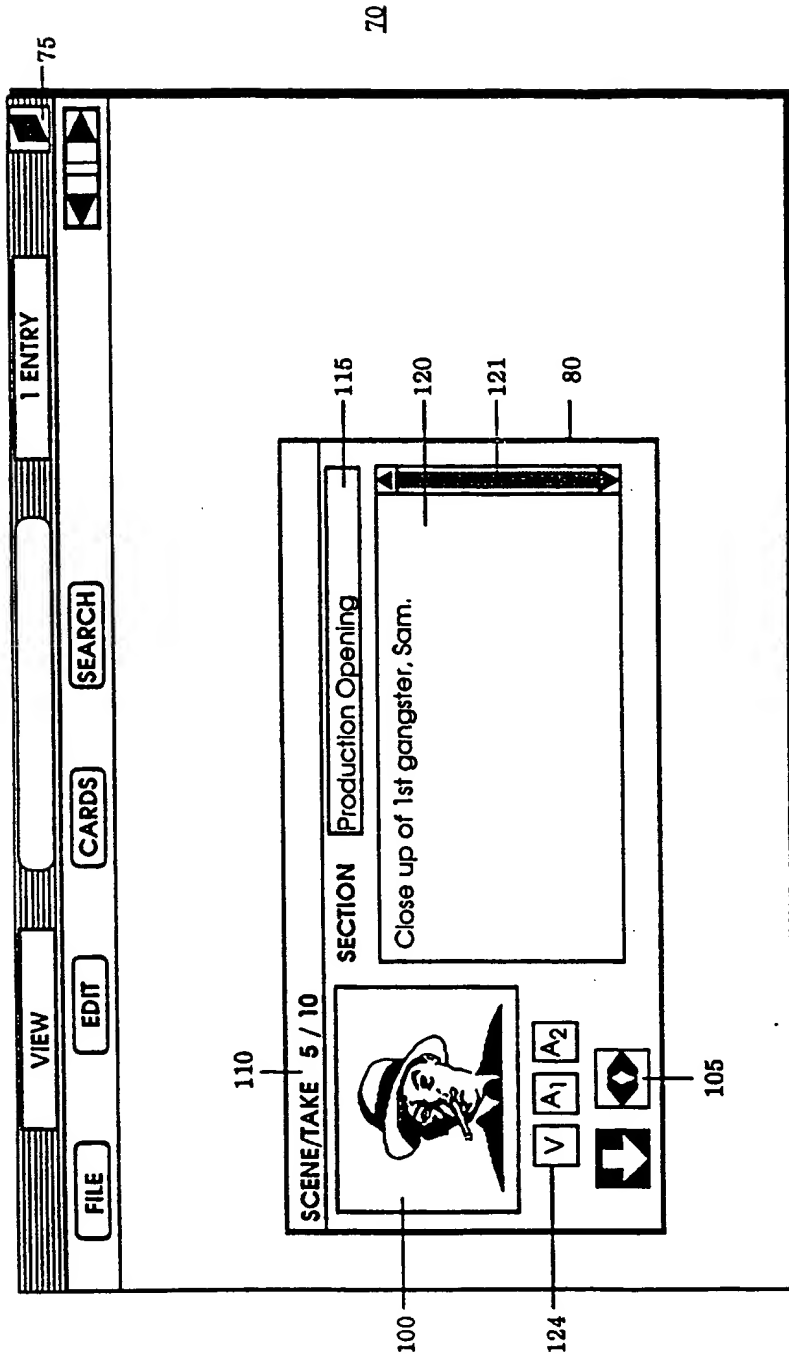 VIEW 1 ENTRY 75
FILE EDIT CARDS SEARCH
70
110
SCENE/TAKE 5 / 10
SECTION Production Opening 115
Close up of 1st gangster, Sam. 120
121
100
V A1 A2
124
105
80